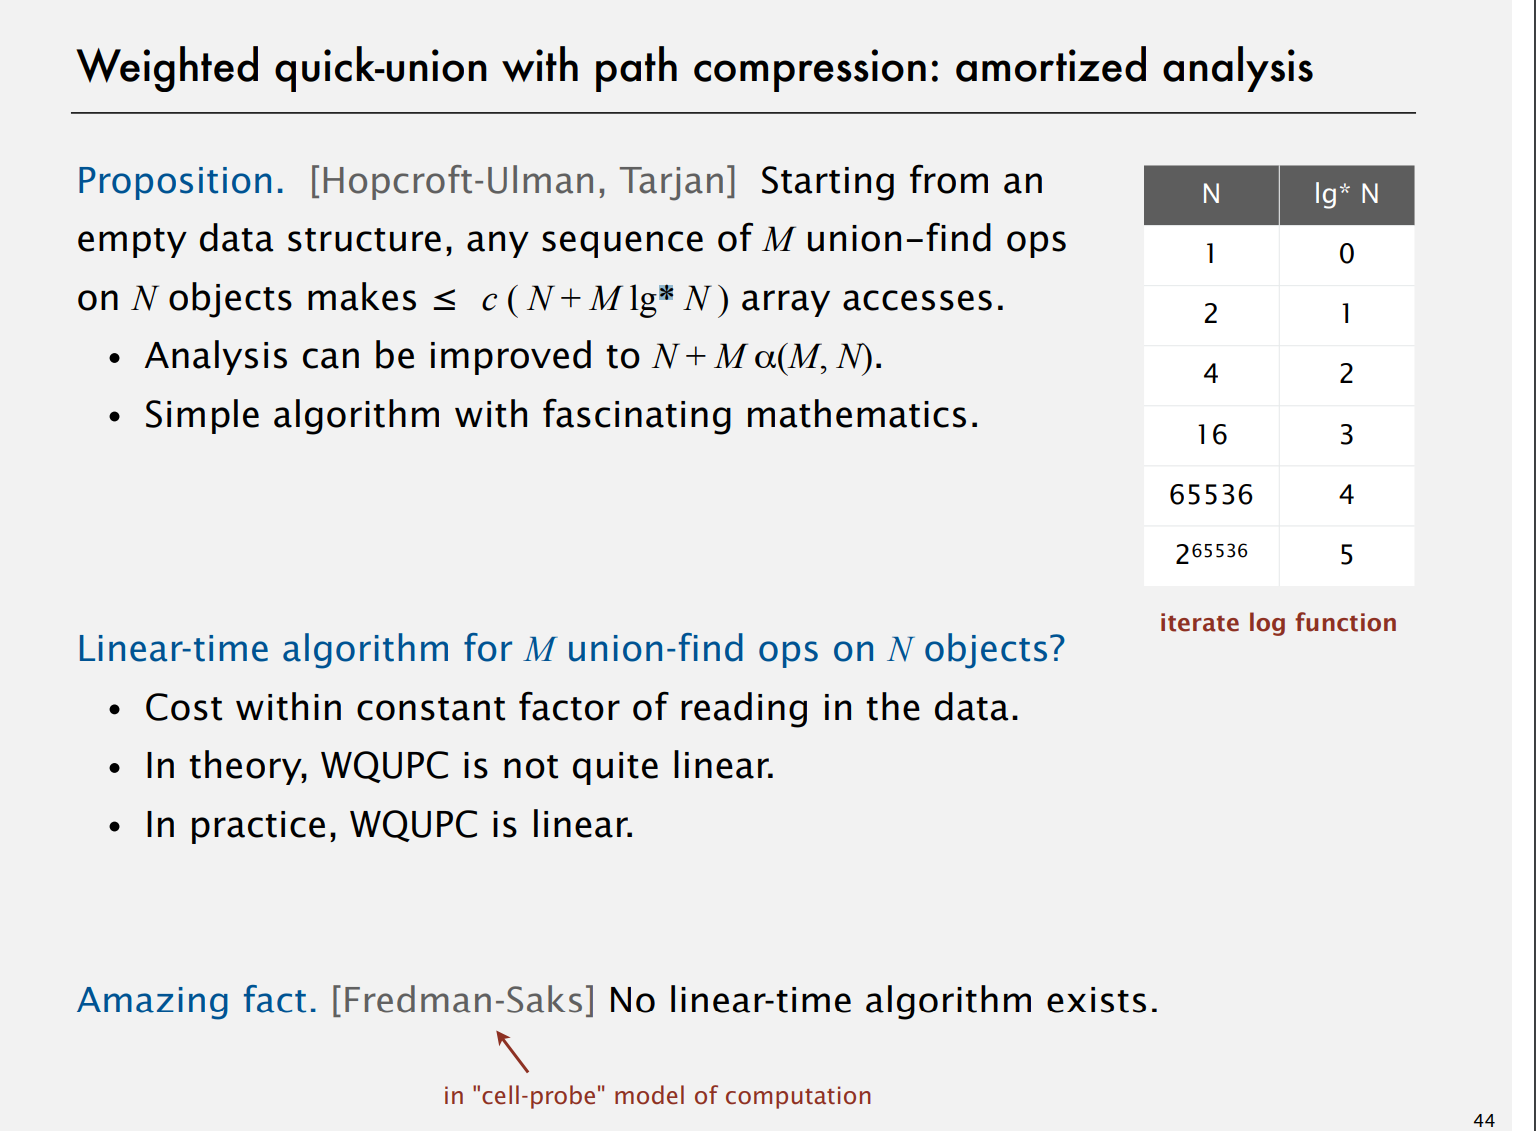 Weighted quick-union with path compression: amortized analysis
Proposition. [Hopcroft-Ulman, Tarjan] Starting from an
empty data structure, any sequence of M union–find ops
on N objects makes ≤ c ( N + M lg* N ) array accesses.
• Analysis can be improved to N + M α(M, N).
• Simple algorithm with fascinating mathematics.
N lg* N
1 0
2 1
4 2
16 3
65536 4
2⁶⁵⁵³⁶ 5
iterate log function
Linear-time algorithm for M union-find ops on N objects?
• Cost within constant factor of reading in the data.
• In theory, WQUPC is not quite linear.
• In practice, WQUPC is linear.
Amazing fact. [Fredman-Saks] No linear-time algorithm exists.
in "cell-probe" model of computation
44